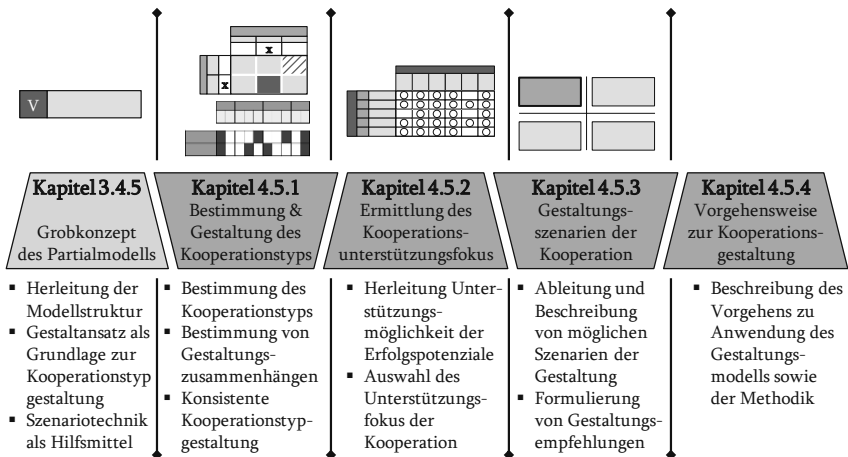 V
x
x
Kapitel 3.4.5
Grobkonzept
des Partialmodells
Kapitel 4.5.1
Bestimmung &
Gestaltung des
Kooperationstyps
Kapitel 4.5.2
Ermittlung des
Kooperations-
unterstützungsfokus
Kapitel 4.5.3
Gestaltungs-
szenarien der
Kooperation
Kapitel 4.5.4
Vorgehensweise
zur Kooperations-
gestaltung
▪ Herleitung der
Modellstruktur
▪ Gestaltansatz als
Grundlage zur
Kooperationstyp
gestaltung
▪ Szenariotechnik
als Hilfsmittel
▪ Bestimmung des
Kooperationstyps
▪ Bestimmung von
Gestaltungs-
zusammenhängen
▪ Konsistente
Kooperationstyp-
gestaltung
▪ Herleitung Unter-
stützungs-
möglichkeit der
Erfolgspotenziale
▪ Auswahl des
Unterstützungs-
fokus der
Kooperation
▪ Ableitung und
Beschreibung
von möglichen
Szenarien der
Gestaltung
▪ Formulierung
von Gestaltungs-
empfehlungen
▪ Beschreibung des
Vorgehens zu
Anwendung des
Gestaltungs-
modells sowie
der Methodik